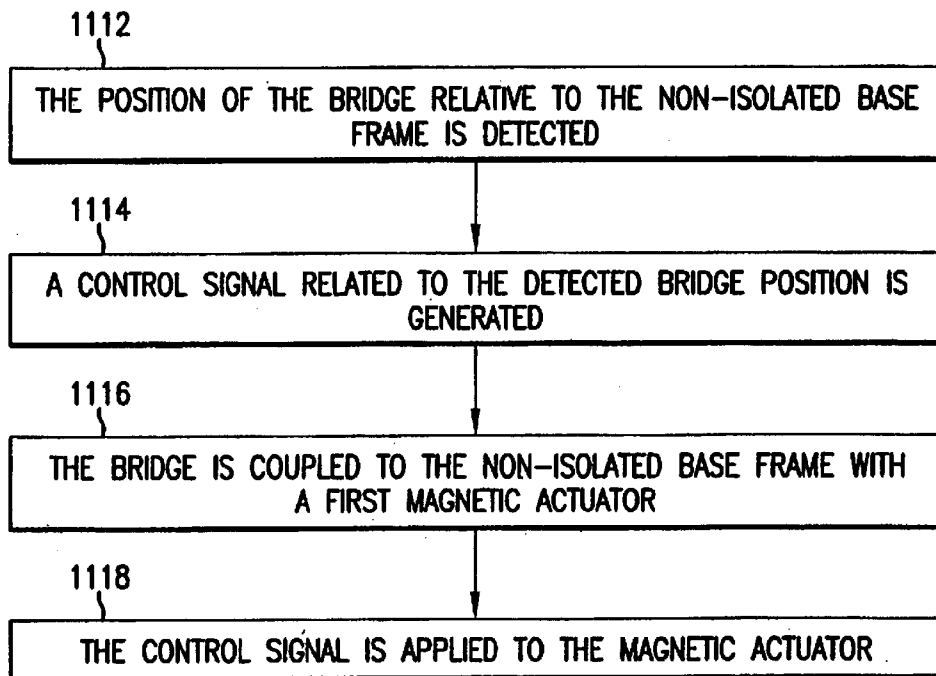 1112
THE POSITION OF THE BRIDGE RELATIVE TO THE NON-ISOLATED BASE
FRAME IS DETECTED
1114
A CONTROL SIGNAL RELATED TO THE DETECTED BRIDGE POSITION IS
GENERATED
1116
THE BRIDGE IS COUPLED TO THE NON-ISOLATED BASE FRAME WITH
A FIRST MAGNETIC ACTUATOR
1118
THE CONTROL SIGNAL IS APPLIED TO THE MAGNETIC ACTUATOR